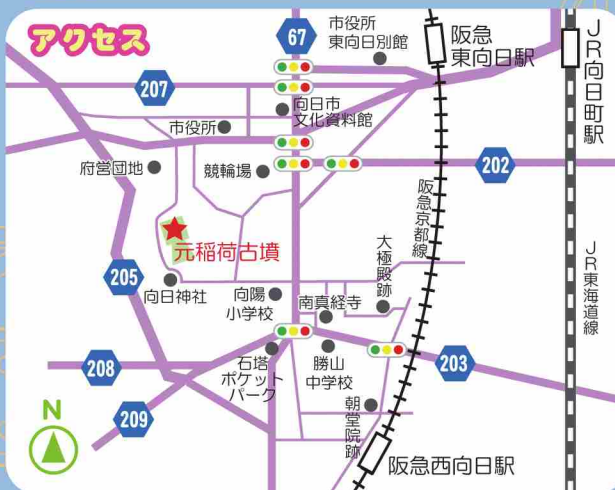 アクセス
67
市役所
東向日別館
阪急
東向日駅
JR向日町駅
207
向日市
文化資料館
市役所
府営団地
競輪場
202
阪急京都線
元稲荷古墳
大極殿跡
JR東海道線
205
向日神社
向陽
小学校
南真経寺
208
石塔
ポケット
パーク
勝山
中学校
203
209
朝堂院跡
N
阪急西向日駅